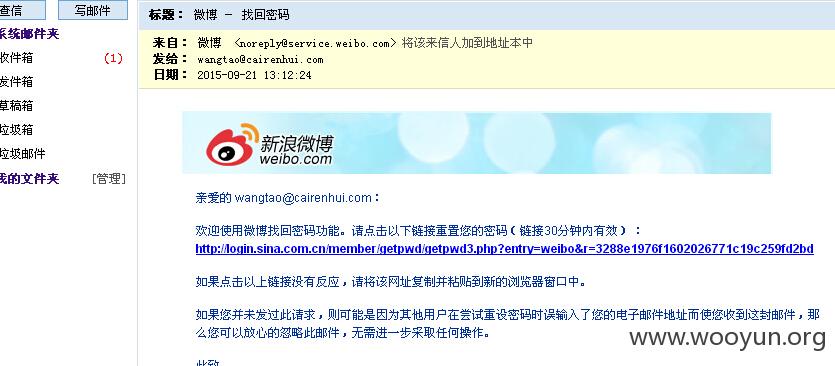 查信 写邮件
系统邮件夹
收件箱 (1)
发件箱
草稿箱
垃圾箱
垃圾邮件
我的文件夹 [管理]
标题： 微博 － 找回密码
来自： 微博 <noreply@service.weibo.com> 将该来信人加到地址本中
发给： wangtao@cairenhui.com
日期： 2015-09-21 13:12:24
新浪微博
weibo.com
亲爱的 wangtao@cairenhui.com：
欢迎使用微博找回密码功能。请点击以下链接重置您的密码（链接30分钟内有效）：
http://login.sina.com.cn/member/getpwd/getpwd3.php?entry=weibo&r=3288e1976f1602026771c19c259fd2bd
如果点击以上链接没有反应，请将该网址复制并粘贴到新的浏览器窗口中。
如果您并未发过此请求，则可能是因为其他用户在尝试重设密码时误输入了您的电子邮件地址而使您收到这封邮件，那
么您可以放心的忽略此邮件，无需进一步采取任何操作。
www.wooyun.org
此致